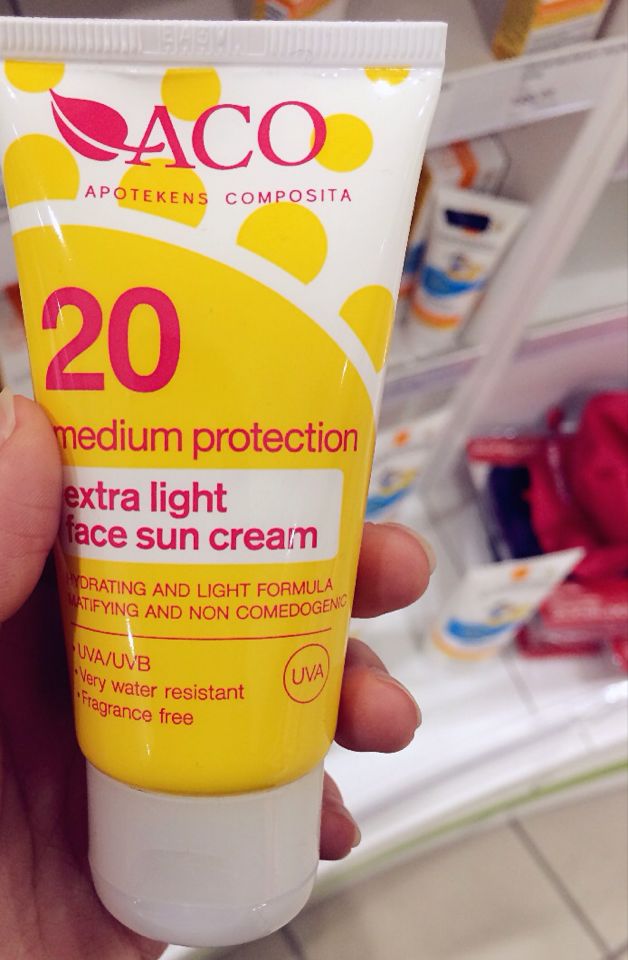 ACO
APOTEKENS COMPOSITA
20
medium protection
extra light
face sun cream
HYDRATING AND LIGHT FORMULA
MATIFYING AND NON COMEDOGENIC
• UVA/UVB
• Very water resistant
• Fragrance free
UVA